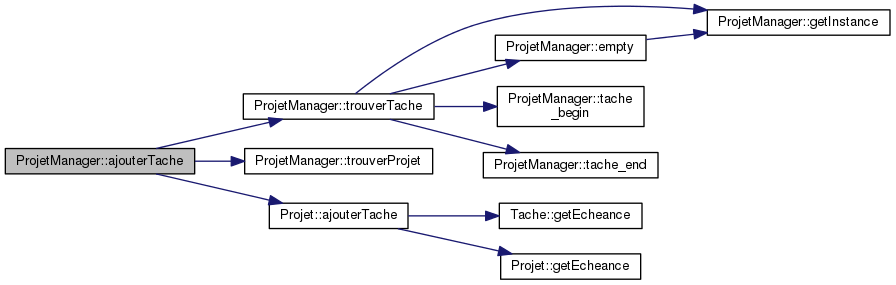 ProjetManager::ajouterTache
ProjetManager::trouverTache
ProjetManager::trouverProjet
Projet::ajouterTache
ProjetManager::empty
ProjetManager::tache
_begin
ProjetManager::tache_end
Tache::getEcheance
Projet::getEcheance
ProjetManager::getInstance